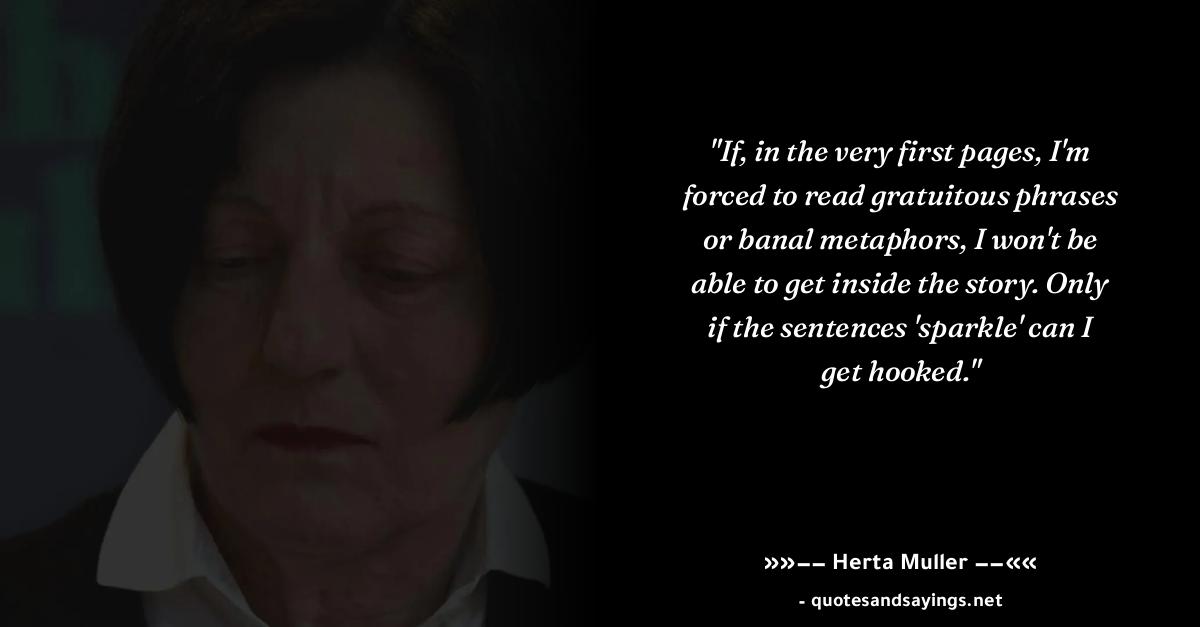 "If, in the very first pages, I'm
forced to read gratuitous phrases
or banal metaphors, I won't be
able to get inside the story. Only
if the sentences 'sparkle' can I
get hooked."
»»–– Herta Muller ––««
- quotesandsayings.net